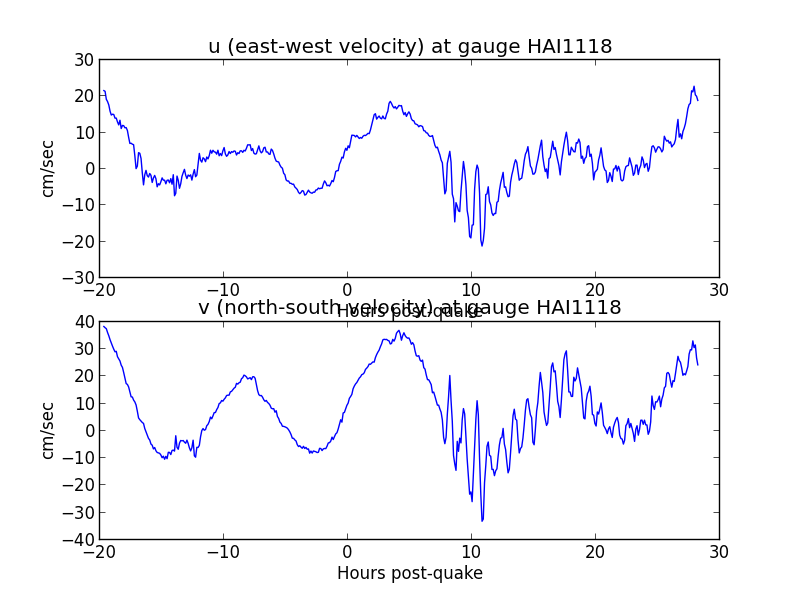 u (east-west velocity) at gauge HAI1118
30
20
10
0
−10
−20
−30
cm/sec
−20 −10 0 10 20 30
Hours post-quake
v (north-south velocity) at gauge HAI1118
40
30
20
10
0
−10
−20
−30
−40
cm/sec
−20 −10 0 10 20 30
Hours post-quake